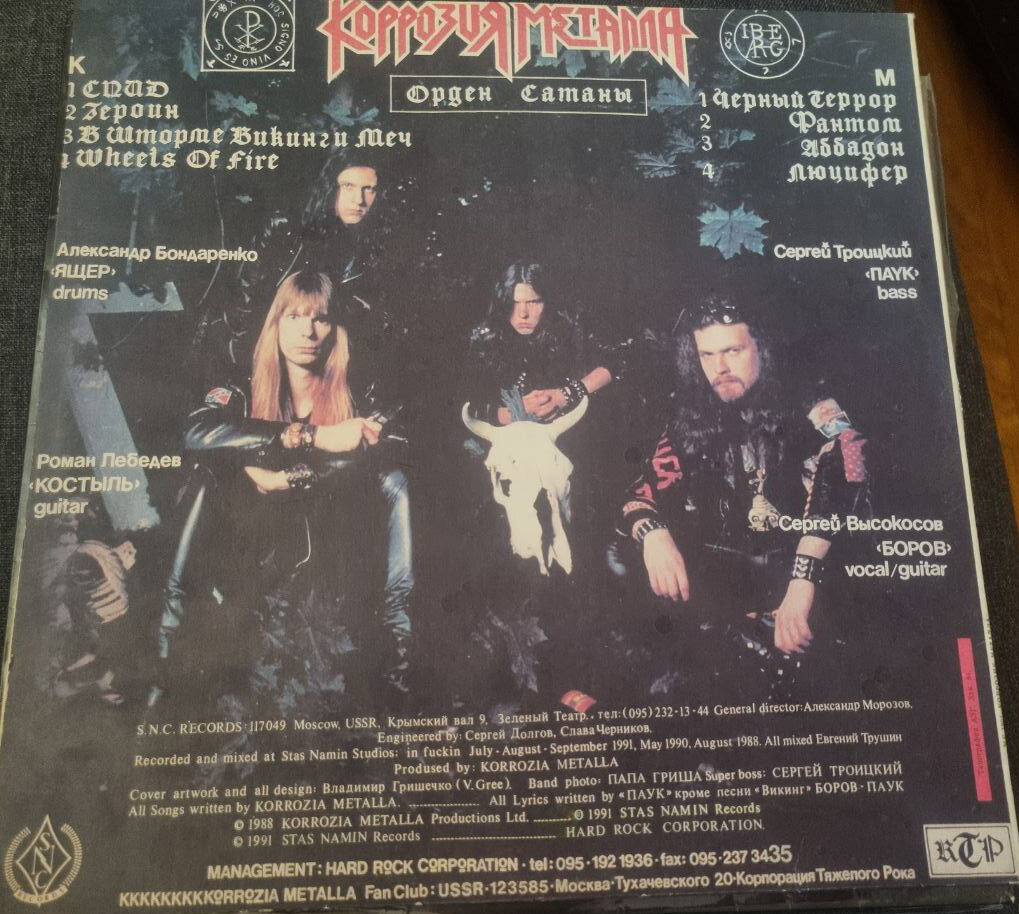 КОРРОЗИЯ МЕТАЛЛА
Орден Сатаны
K
1 СПИД
2 Героин
3 В Шторме Викинги Меч
4 Wheels Of Fire
M
1 Черный Террор
2 Фантом
3 Аббадон
4 Люцифер
Александр Бондаренко
‹ЯЩЕР›
drums
Сергей Троицкий
‹ПАУК›
bass
Роман Лебедев
‹КОСТЫЛЬ›
guitar
Сергей Высокосов
‹БОРОВ›
vocal/guitar
S.N.C. RECORDS: 117049 Moscow, USSR, Крымский вал 9, Зеленый Театр, тел: (095) 232-13-44 General director: Александр Морозов,
Engineered by: Сергей Долгов, Слава Черников.
Recorded and mixed at Stas Namin Studios: in fuckin July-August-September 1991, May 1990, August 1988. All mixed Евгений Трушин
Prodused by: KORROZIA METALLA
Cover artwork and all design: Владимир Гришечко (V. Gree). Band photo: ПАПА ГРИША Super boss: СЕРГЕЙ ТРОИЦКИЙ
All Songs written by KORROZIA METALLA. All Lyrics written by «ПАУК» кроме песни «Викинг» БОРОВ-ПАУК
© 1988 KORROZIA METALLA Productions Ltd. © 1991 STAS NAMIN Records
© 1991 STAS NAMIN Records HARD ROCK CORPORATION.
MANAGEMENT: HARD ROCK CORPORATION · tel: 095·192 1936 · fax: 095·237 3435
KKKKKKKKKORROZIA METALLA Fan Club: USSR·123585·Москва·Тухачевского 20·Корпорация Тяжелого Рока
SNC
RECORDS
RTP